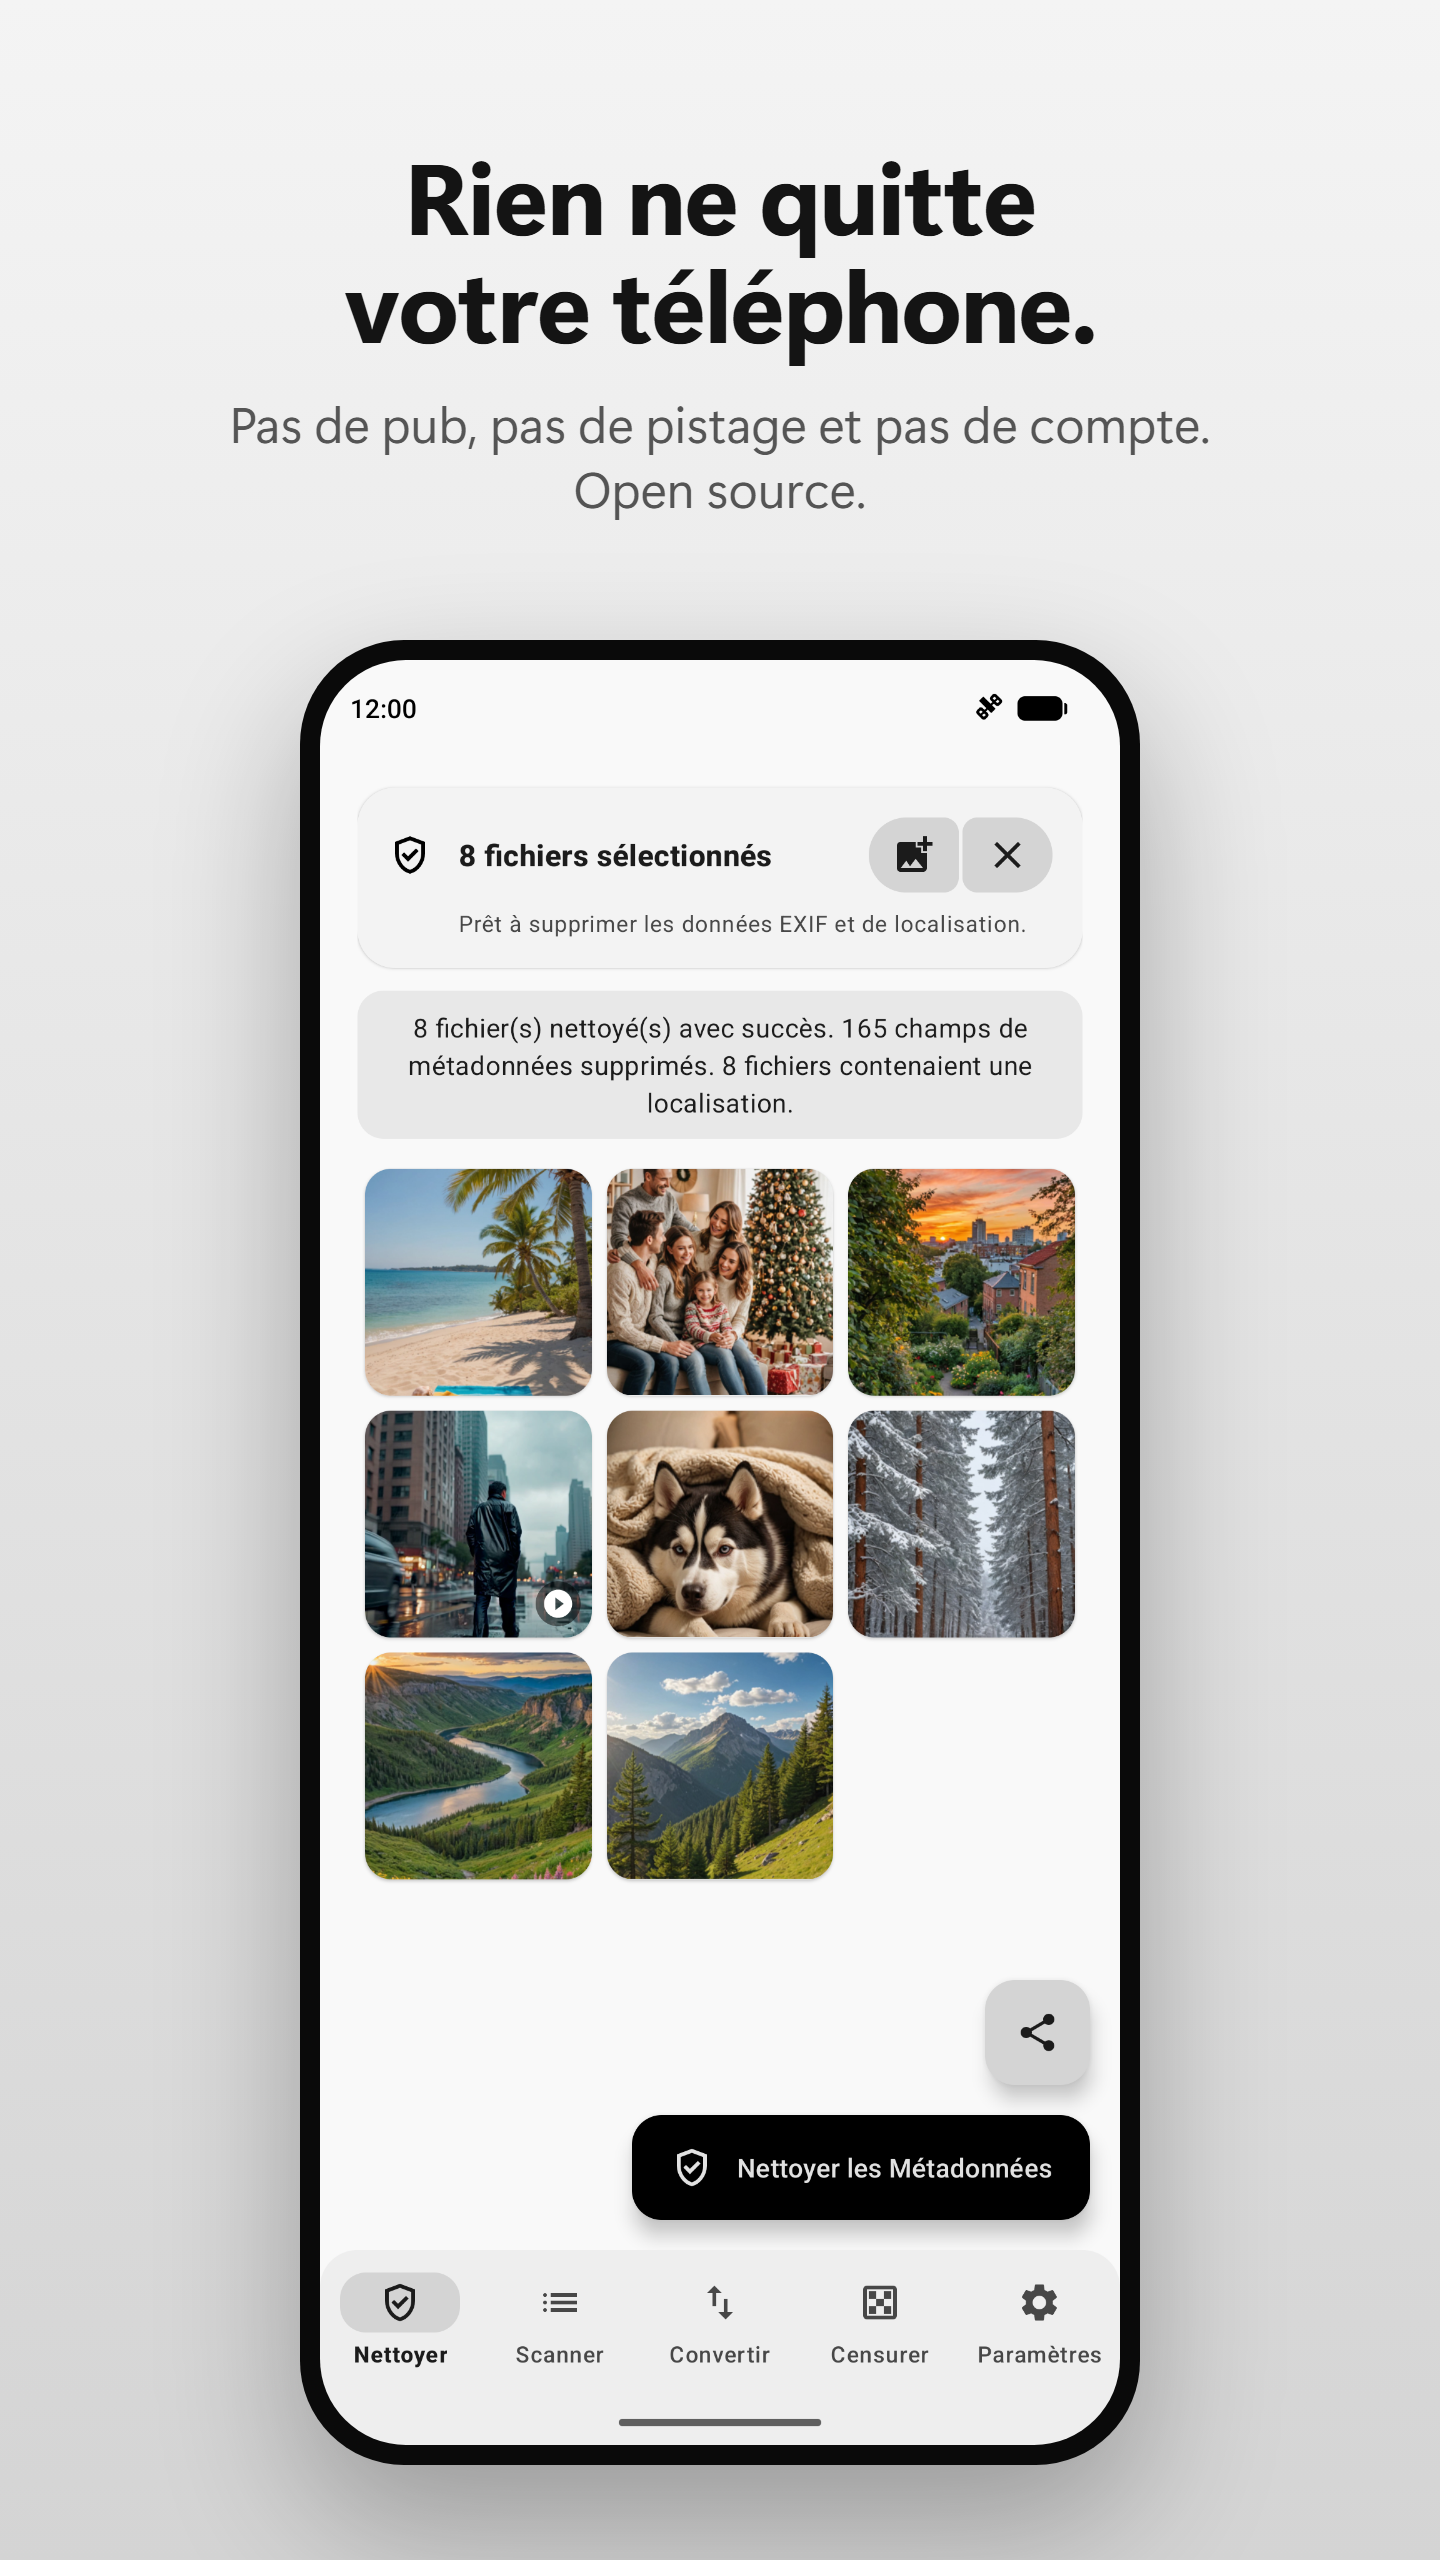 Rien ne quitte
votre téléphone.
Pas de pub, pas de pistage et pas de compte.
Open source.
12:00
8 fichiers sélectionnés
Prêt à supprimer les données EXIF et de localisation.
8 fichier(s) nettoyé(s) avec succès. 165 champs de
métadonnées supprimés. 8 fichiers contenaient une
localisation.
Nettoyer les Métadonnées
Nettoyer
Scanner
Convertir
Censurer
Paramètres